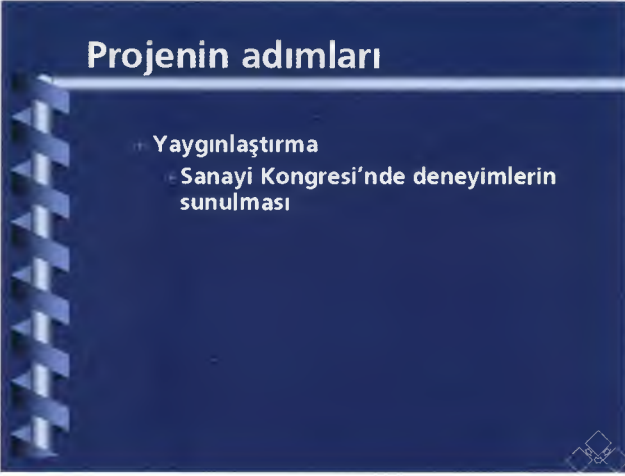 Projenin adımları
Yaygınlaştırma
Sanayi Kongresi'nde deneyimlerin
sunulması